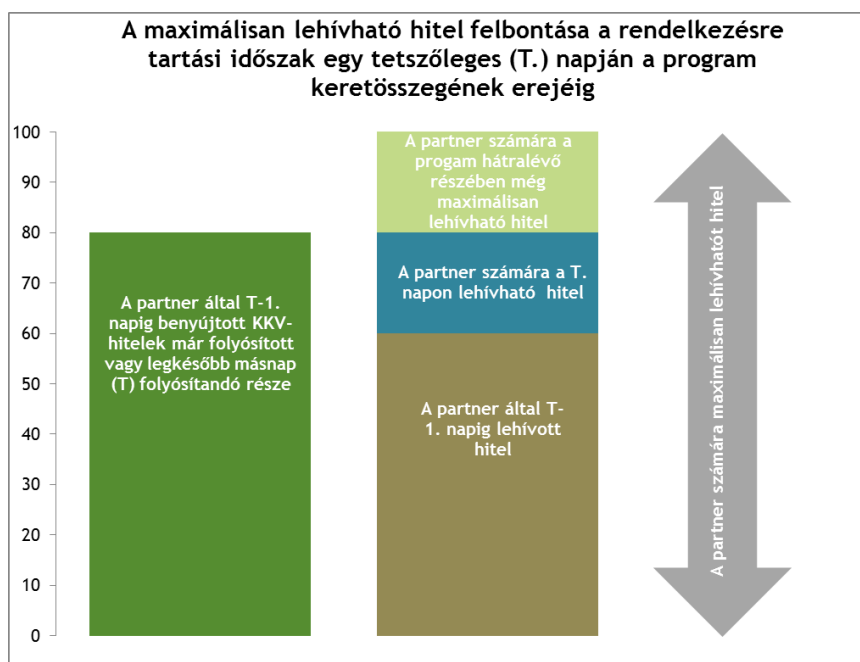 A maximálisan lehívható hitel felbontása a rendelkezésre
tartási időszak egy tetszőleges (T.) napján a program
keretösszegének erejéig
100
90
80
70
60
50
40
30
20
10
0
A partner által T-1.
napig benyújtott KKV-
hitelek már folyósított
vagy legkésőbb másnap
(T) folyósítandó része
A partner számára a
progam hátralévő
részében még
maximálisan
lehívható hitel
A partner számára a T.
napon lehívható hitel
A partner által T-
1. napig lehívott
hitel
A partner számára maximálisan lehívhatót hitel